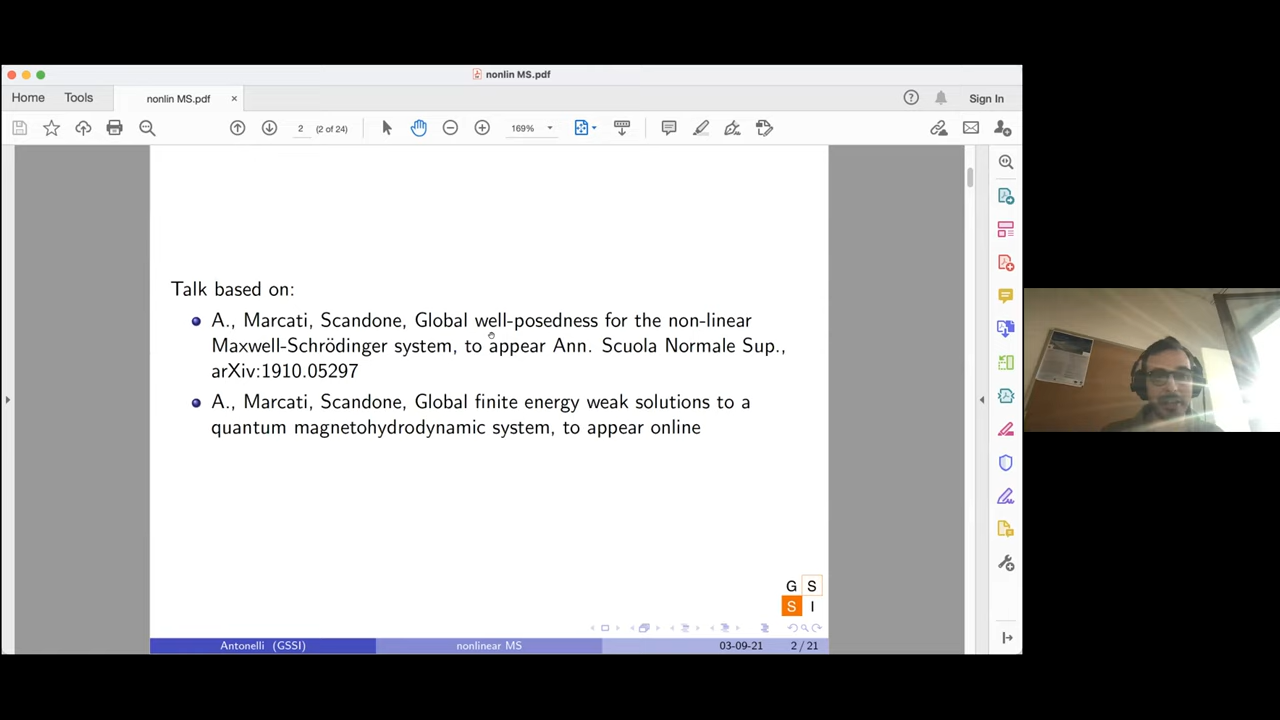 nonlin MS.pdf
Home Tools nonlin MS.pdf × Sign In
2 (2 of 24) 169%
Talk based on:
A., Marcati, Scandone, Global well-posedness for the non-linear
Maxwell-Schrödinger system, to appear Ann. Scuola Normale Sup.,
arXiv:1910.05297
A., Marcati, Scandone, Global finite energy weak solutions to a
quantum magnetohydrodynamic system, to appear online
G S
S I
Antonelli (GSSI) nonlinear MS 03-09-21 2 / 21